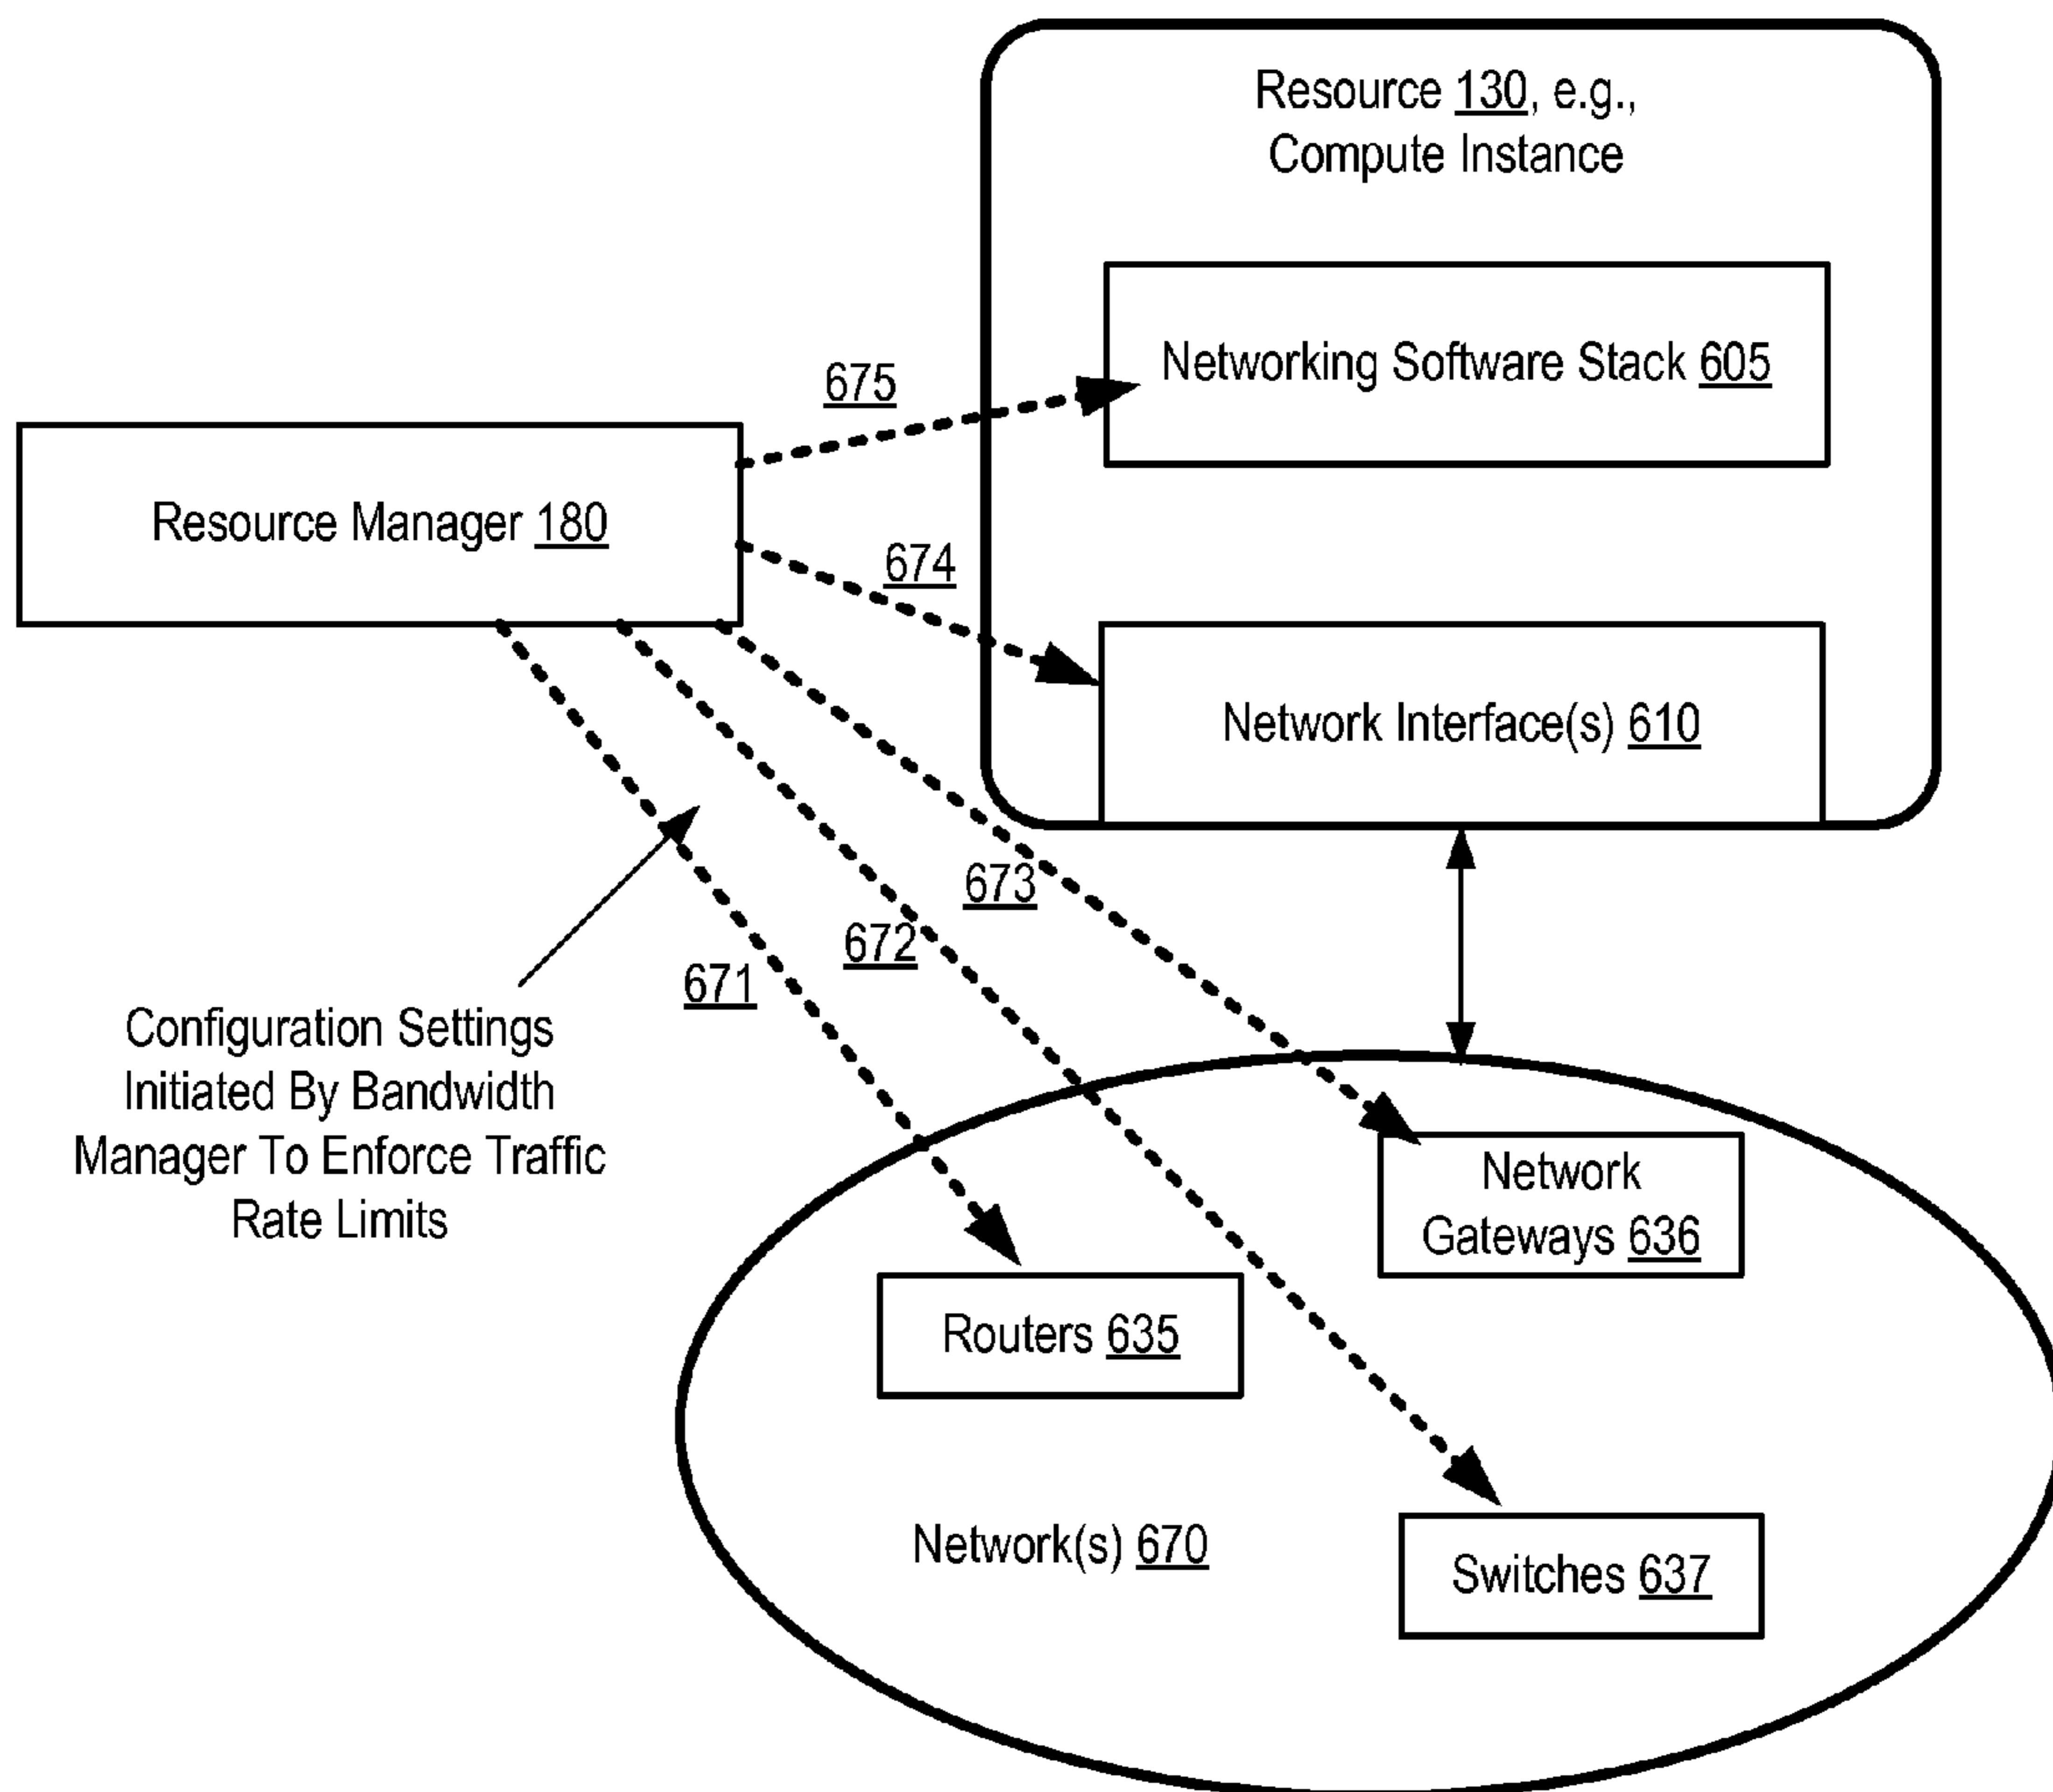 Resource 130, e.g.,
Compute Instance
Networking Software Stack 605
675
Resource Manager 180
674
Network Interface(s) 610
673
672
671
Configuration Settings
Initiated By Bandwidth
Manager To Enforce Traffic
Rate Limits
Network
Gateways 636
Routers 635
Network(s) 670
Switches 637